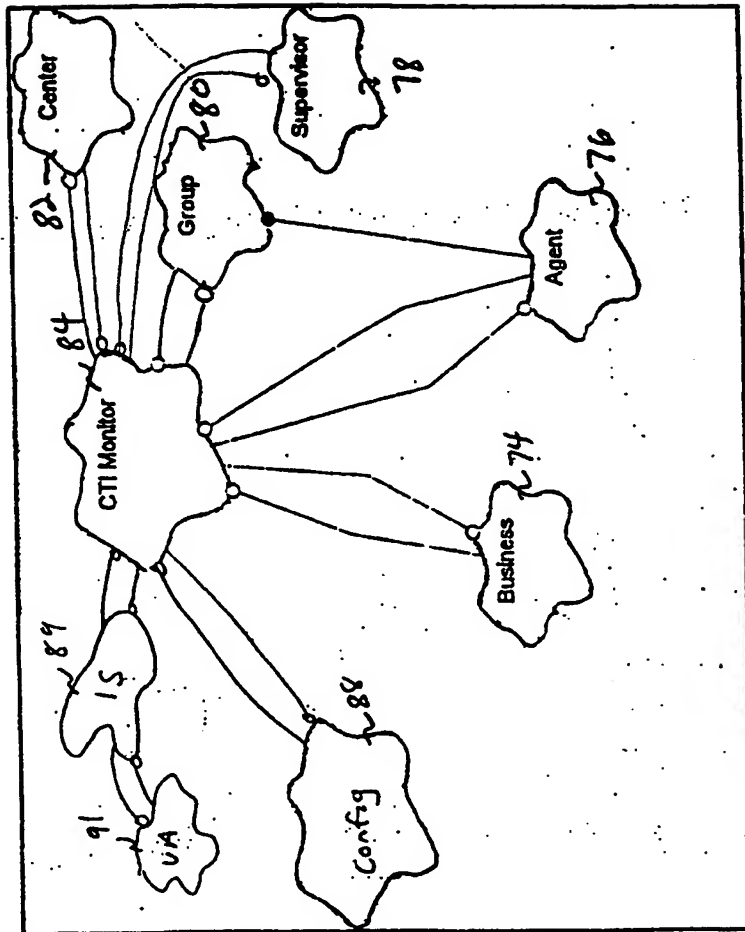 82
Center
89
84
91
IS
CTI Monitor
UA
Group
80
Supervisor
Config
88
78
Business
74
Agent
76